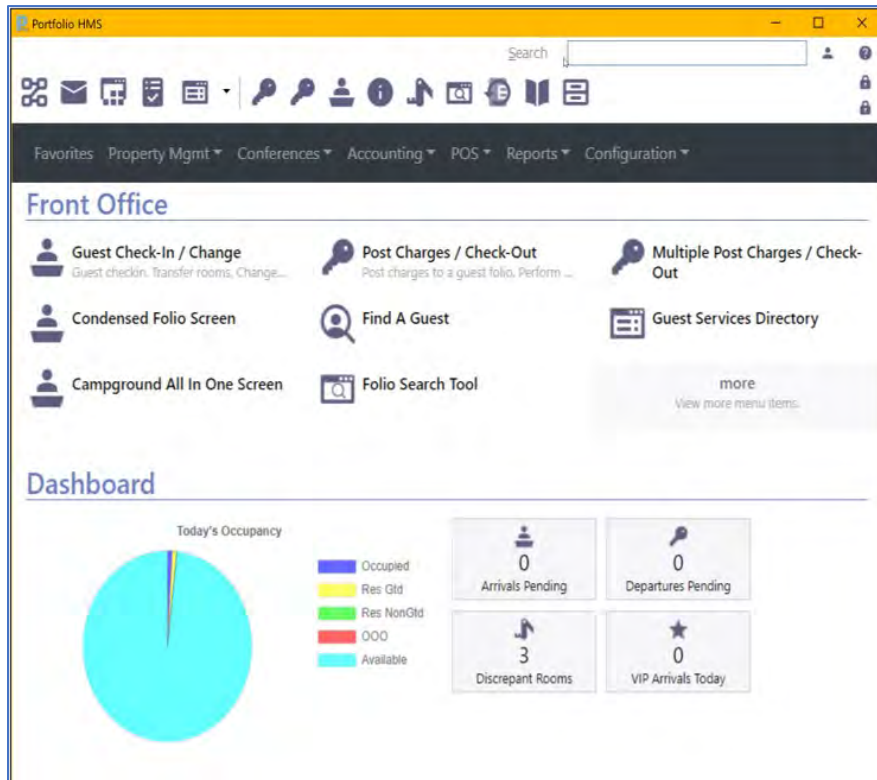 Portfolio HMS
Search
Favorites Property Mgmt Conferences Accounting POS Reports Configuration
Front Office
Guest Check-In / Change
Guest checkin. Transfer rooms, Change...
Post Charges / Check-Out
Post charges to a guest folio. Perform ...
Multiple Post Charges / Check-
Out
Condensed Folio Screen
Find A Guest
Guest Services Directory
Campground All In One Screen
Folio Search Tool
more
View more menu items.
Dashboard
Today's Occupancy
Occupied
Res Gtd
Res NonGtd
OOO
Available
0
Arrivals Pending
0
Departures Pending
3
Discrepant Rooms
0
VIP Arrivals Today